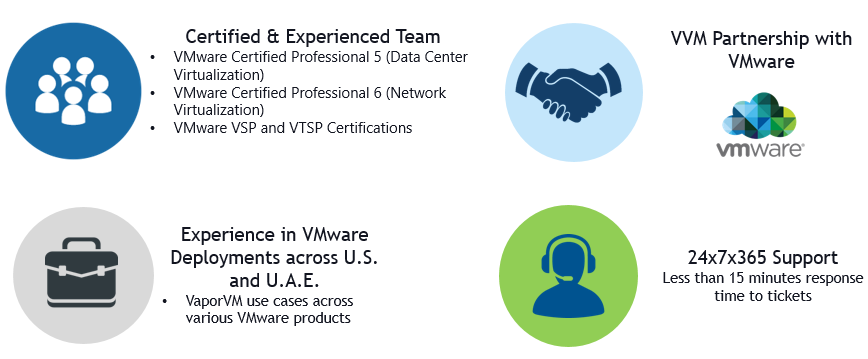 Certified & Experienced Team
• VMware Certified Professional 5 (Data Center
Virtualization)
• VMware Certified Professional 6 (Network
Virtualization)
• VMware VSP and VTSP Certifications
VVM Partnership with
VMware
vmware®
Experience in VMware
Deployments across U.S.
and U.A.E.
• VaporVM use cases across
various VMware products
24x7x365 Support
Less than 15 minutes response
time to tickets